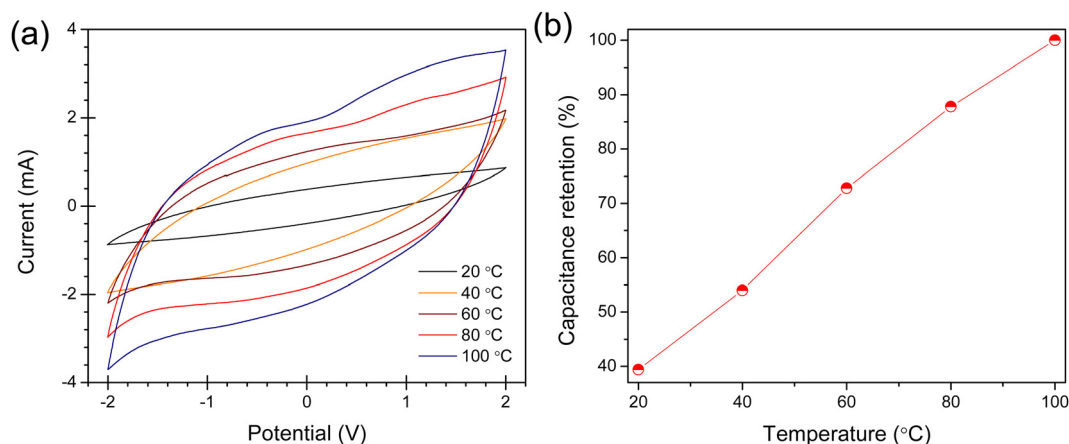 (a)
4
2
0
-2
-4
Current (mA)
-2
-1
0
1
2
Potential (V)
20 °C
40 °C
60 °C
80 °C
100 °C
(b)
100
90
80
70
60
50
40
Capacitance retention (%)
20
40
60
80
100
Temperature (°C)